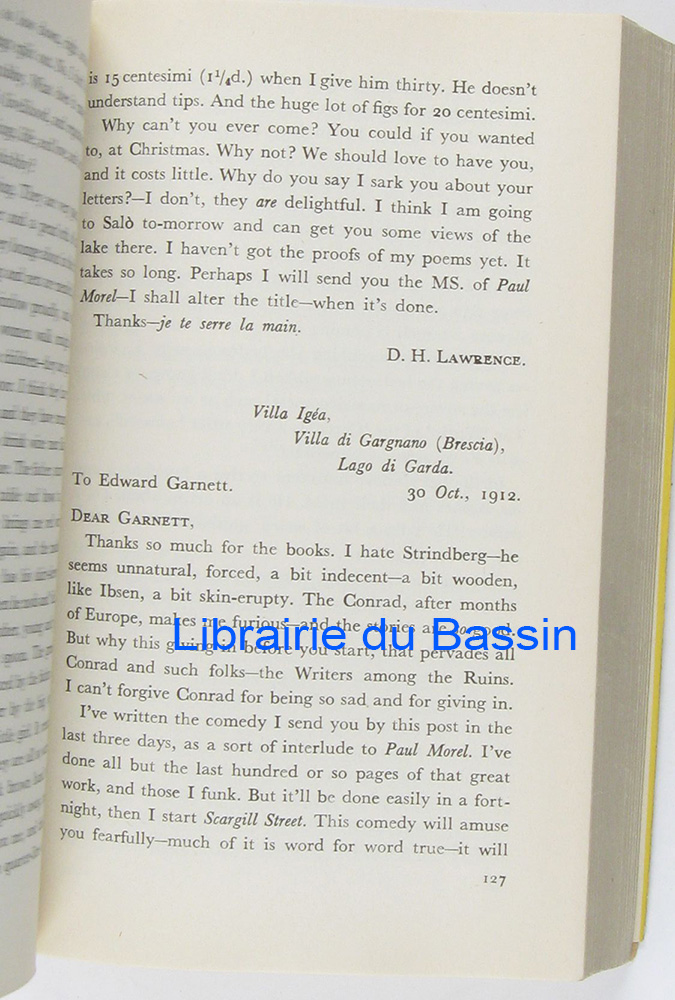 is 15 centesimi (1¼d.) when I give him thirty. He doesn't
understand tips. And the huge lot of figs for 20 centesimi.
Why can't you ever come? You could if you wanted
to, at Christmas. Why not? We should love to have you,
and it costs little. Why do you say I sark you about your
letters?—I don't, they are delightful. I think I am going
to Salò to-morrow and can get you some views of the
lake there. I haven't got the proofs of my poems yet. It
takes so long. Perhaps I will send you the MS. of Paul
Morel—I shall alter the title—when it's done.
Thanks—je te serre la main.
D. H. LAWRENCE.
Villa Igéa,
Villa di Gargnano (Brescia),
Lago di Garda.
To Edward Garnett.
30 Oct., 1912.
DEAR GARNETT,
Thanks so much for the books. I hate Strindberg—he
seems unnatural, forced, a bit indecent—a bit wooden,
like Ibsen, a bit skin-erupty. The Conrad, after months
of Europe, makes me furious—and the stories are so good.
But why this giving in before you start, that pervades all
Conrad and such folks—the Writers among the Ruins.
I can't forgive Conrad for being so sad and for giving in.
I've written the comedy I send you by this post in the
last three days, as a sort of interlude to Paul Morel. I've
done all but the last hundred or so pages of that great
work, and those I funk. But it'll be done easily in a fort-
night, then I start Scargill Street. This comedy will amuse
you fearfully—much of it is word for word true—it will
127
Librairie du Bassin